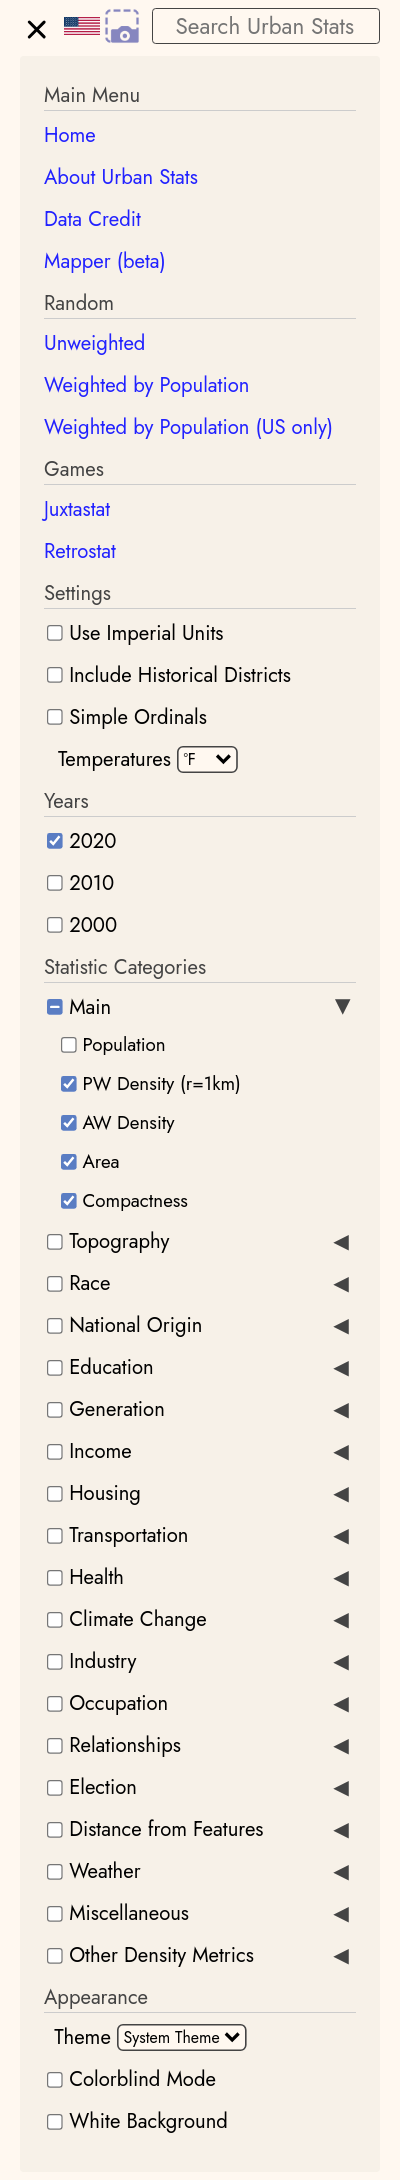 Search Urban Stats
Main Menu
Home
About Urban Stats
Data Credit
Mapper (beta)
Random
Unweighted
Weighted by Population
Weighted by Population (US only)
Games
Juxtastat
Retrostat
Settings
Use Imperial Units
Include Historical Districts
Simple Ordinals
Temperatures °F
Years
2020
2010
2000
Statistic Categories
Main
Population
PW Density (r=1km)
AW Density
Area
Compactness
Topography
Race
National Origin
Education
Generation
Income
Housing
Transportation
Health
Climate Change
Industry
Occupation
Relationships
Election
Distance from Features
Weather
Miscellaneous
Other Density Metrics
Appearance
Theme System Theme
Colorblind Mode
White Background